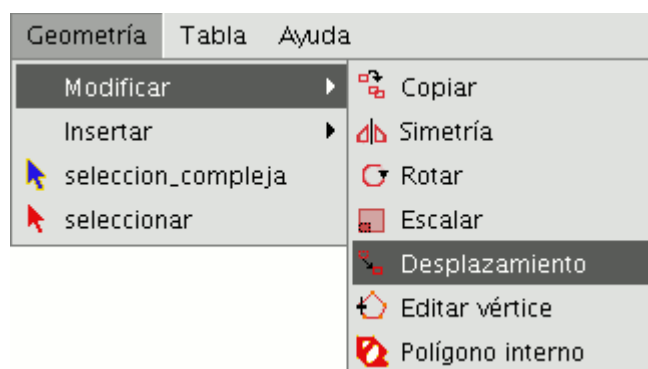 Geometría Tabla Ayuda
Modificar
Insertar
seleccion_compleja
seleccionar
Copiar
Simetría
Rotar
Escalar
Desplazamiento
Editar vértice
Polígono interno